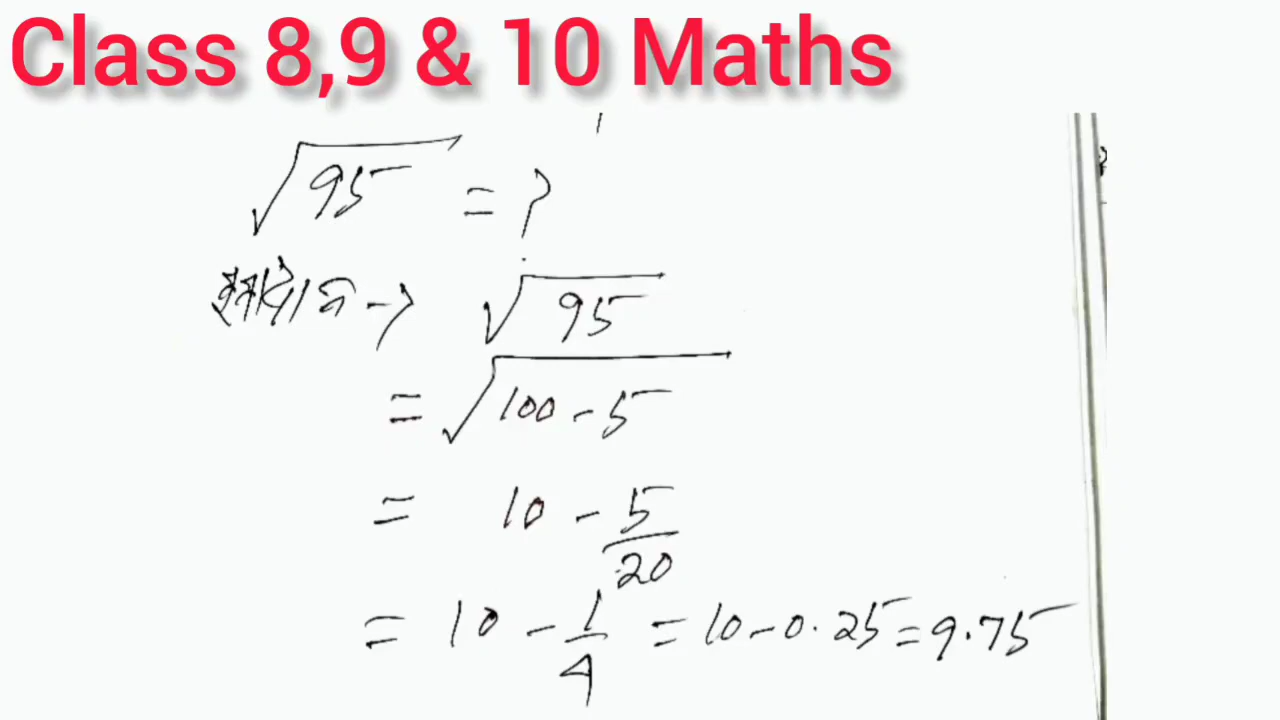 Class 8,9 & 10 Maths
√95 = ?
समाधान → √95
= √100 - 5
= 10 - 5/20
= 10 - 1/4 = 10 - 0.25 = 9.75